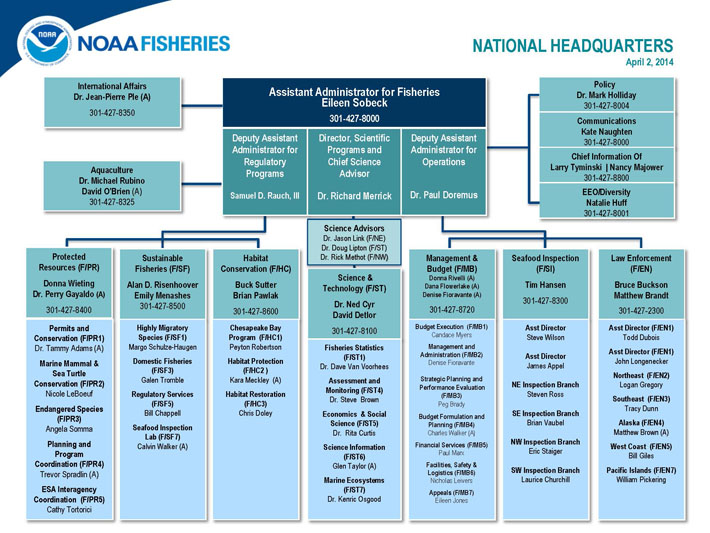 NOAA
NOAA FISHERIES
NATIONAL HEADQUARTERS
April 2, 2014
International Affairs
Dr. Jean-Pierre Ple (A)
301-427-8350
Aquaculture
Dr. Michael Rubino
David O'Brien (A)
301-427-8325
Assistant Administrator for Fisheries
Eileen Sobeck
301-427-8000
Deputy Assistant
Administrator for
Regulatory
Programs
Samuel D. Rauch, III
Director, Scientific
Programs and
Chief Science
Advisor
Dr. Richard Merrick
Deputy Assistant
Administrator for
Operations
Dr. Paul Doremus
Policy
Dr. Mark Holliday
301-427-8004
Communications
Kate Naughten
301-427-8000
Chief Information Of
Larry Tyminski | Nancy Majower
301-427-8800
EEO/Diversity
Natalie Huff
301-427-8001
Science Advisors
Dr. Jason Link (F/NE)
Dr. Doug Lipton (F/ST)
Dr. Rick Methot (F/NW)
Protected
Resources (F/PR)
Donna Wieting
Dr. Perry Gayaldo (A)
301-427-8400
Permits and
Conservation (F/PR1)
Dr. Tammy Adams (A)
Marine Mammal &
Sea Turtle
Conservation (F/PR2)
Nicole LeBoeuf
Endangered Species
(F/PR3)
Angela Somma
Planning and
Program
Coordination (F/PR4)
Trevor Spradlin (A)
ESA Interagency
Coordination (F/PR5)
Cathy Tortorici
Sustainable
Fisheries (F/SF)
Alan D. Risenhoover
Emily Menashes
301-427-8500
Highly Migratory
Species (F/SF1)
Margo Schulze-Haugen
Domestic Fisheries
(F/SF3)
Galen Tromble
Regulatory Services
(F/SF5)
Bill Chappell
Seafood Inspection
Lab (F/SF7)
Calvin Walker (A)
Habitat
Conservation (F/HC)
Buck Sutter
Brian Pawlak
301-427-8600
Chesapeake Bay
Program (F/HC1)
Peyton Robertson
Habitat Protection
(F/HC2 )
Kara Meckley (A)
Habitat Restoration
(F/HC3)
Chris Doley
Science &
Technology (F/ST)
Dr. Ned Cyr
David Detlor
301-427-8100
Fisheries Statistics
(F/ST1)
Dr. Dave Van Voorhees
Assessment and
Monitoring (F/ST4)
Dr. Steve Brown
Economics & Social
Science (F/ST5)
Dr. Rita Curtis
Science Information
(F/ST6)
Glen Taylor (A)
Marine Ecosystems
(F/ST7)
Dr. Kenric Osgood
Management &
Budget (F/MB)
Donna Rivelli (A)
Dana Flowerlake (A)
Denise Fioravante (A)
301-427-8720
Budget Execution (F/MB1)
Candace Myers
Management and
Administration (F/MB2)
Denise Fioravante
Strategic Planning and
Performance Evaluation
(F/MB3)
Peg Brady
Budget Formulation and
Planning (F/MB4)
Charles Walker (A)
Financial Services (F/MB5)
Paul Marx
Facilities, Safety &
Logistics (F/MB6)
Nicholas Leivers
Appeals (F/MB7)
Eileen Jones
Seafood Inspection
(F/SI)
Tim Hansen
301-427-8300
Asst Director
Steve Wilson
Asst Director
James Appel
NE Inspection Branch
Steven Ross
SE Inspection Branch
Brian Vaubel
NW Inspection Branch
Eric Staiger
SW Inspection Branch
Laurice Churchill
Law Enforcement
(F/EN)
Bruce Buckson
Matthew Brandt
301-427-2300
Asst Director (F/EN1)
Todd Dubois
Asst Director (F/EN1)
John Longenecker
Northeast (F/EN2)
Logan Gregory
Southeast (F/EN3)
Tracy Dunn
Alaska (F/EN4)
Matthew Brown (A)
West Coast (F/EN5)
Bill Giles
Pacific Islands (F/EN7)
William Pickering